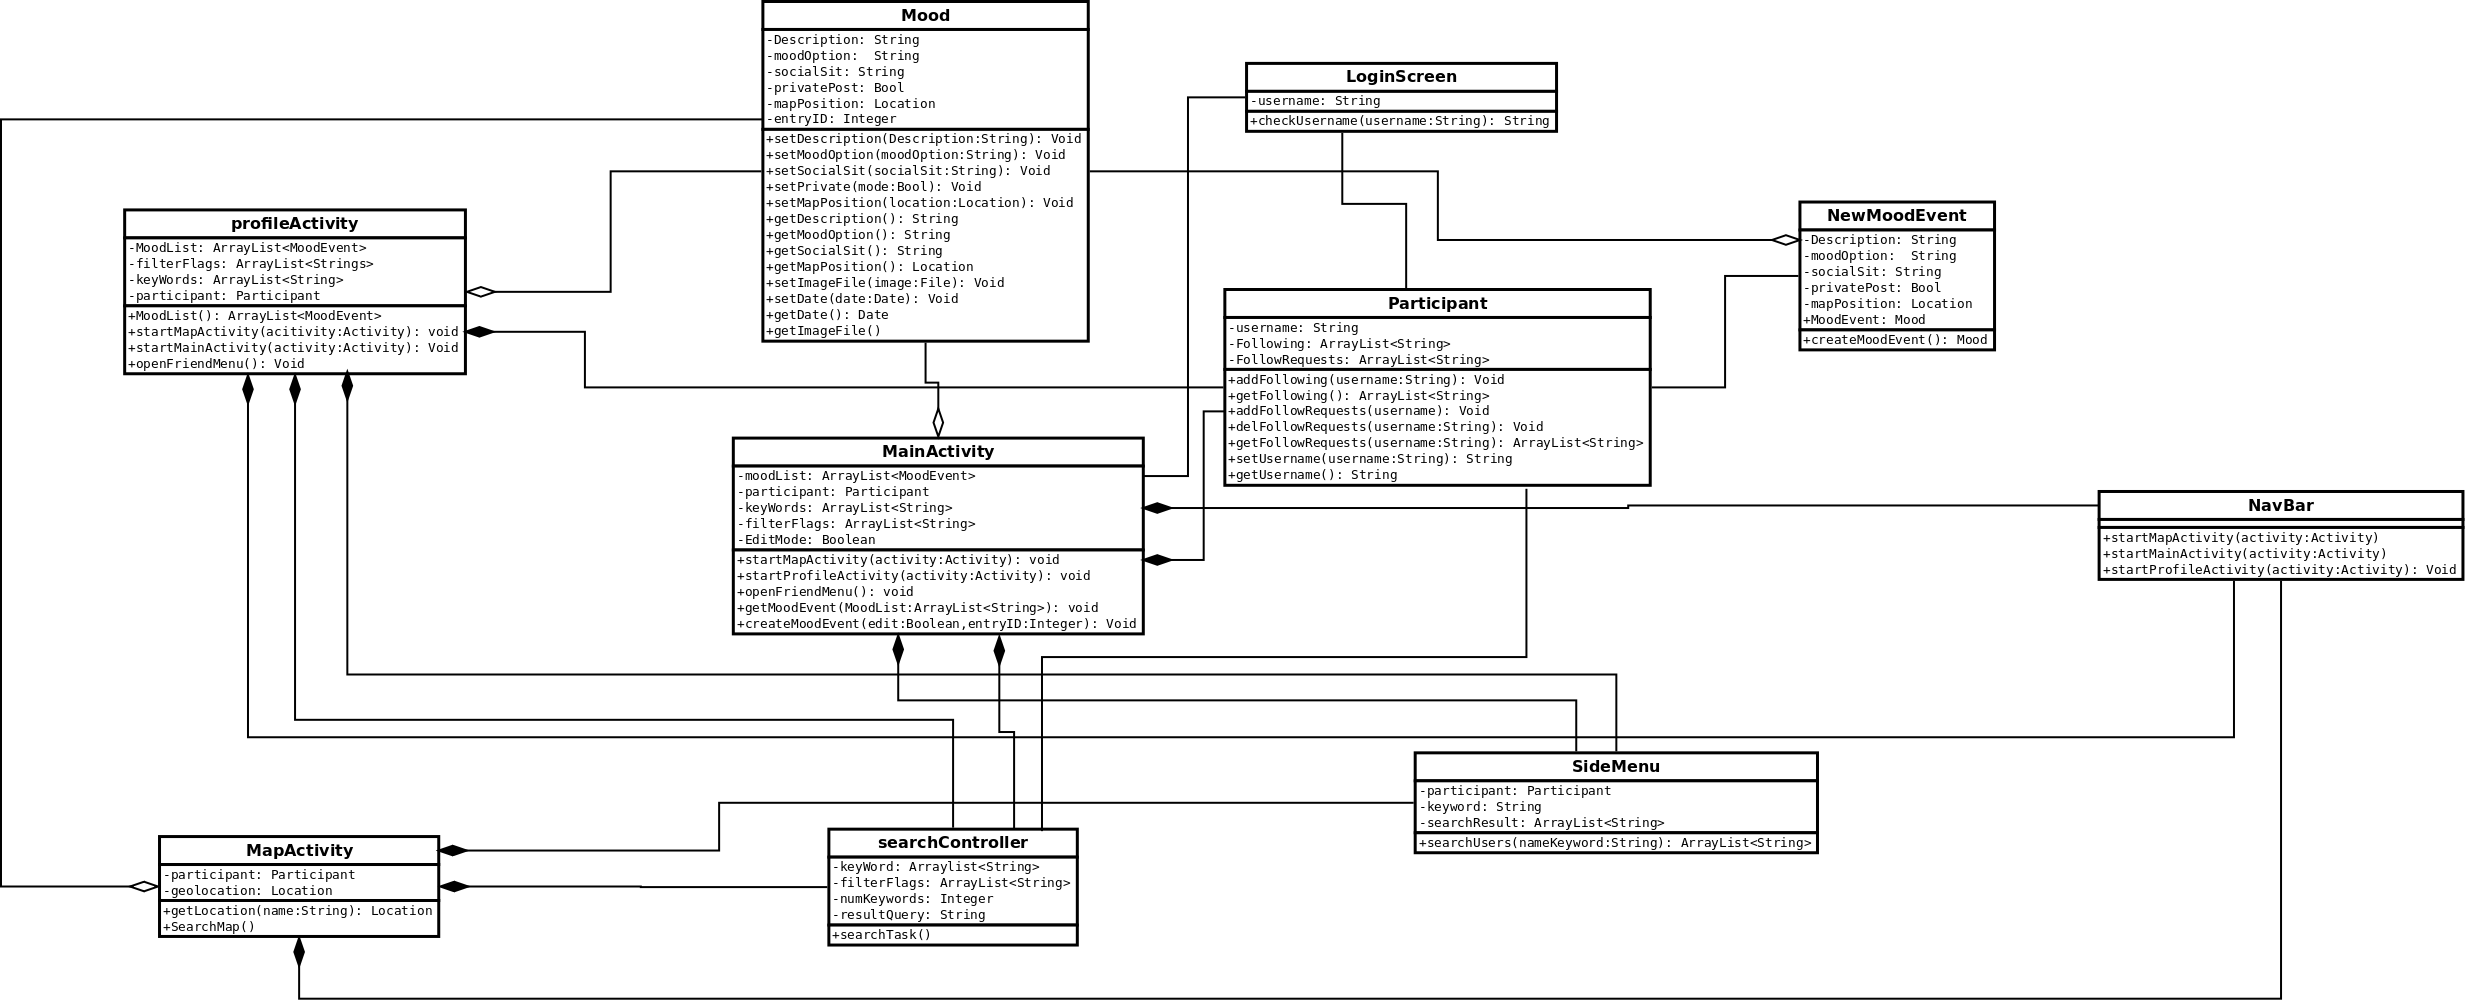 Mood
-Description: String
-moodOption:  String
-socialSit: String
-privatePost: Bool
-mapPosition: Location
-entryID: Integer
+setDescription(Description:String): Void
+setMoodOption(moodOption:String): Void
+setSocialSit(socialSit:String): Void
+setPrivate(mode:Bool): Void
+setMapPosition(location:Location): Void
+getDescription(): String
+getMoodOption(): String
+getSocialSit(): String
+getMapPosition(): Location
+setImageFile(image:File): Void
+setDate(date:Date): Void
+getDate(): Date
+getImageFile()
LoginScreen
-username: String
+checkUsername(username:String): String
profileActivity
-MoodList: ArrayList<MoodEvent>
-filterFlags: ArrayList<Strings>
-keyWords: ArrayList<String>
-participant: Participant
+MoodList(): ArrayList<MoodEvent>
+startMapActivity(acitivity:Activity): void
+startMainActivity(activity:Activity): Void
+openFriendMenu(): Void
NewMoodEvent
-Description: String
-moodOption:  String
-socialSit: String
-privatePost: Bool
-mapPosition: Location
+MoodEvent: Mood
+createMoodEvent(): Mood
Participant
-username: String
-Following: ArrayList<String>
-FollowRequests: ArrayList<String>
+addFollowing(username:String): Void
+getFollowing(): ArrayList<String>
+addFollowRequests(username): Void
+delFollowRequests(username:String): Void
+getFollowRequests(username:String): ArrayList<String>
+setUsername(username:String): String
+getUsername(): String
MainActivity
-moodList: ArrayList<MoodEvent>
-participant: Participant
-keyWords: ArrayList<String>
-filterFlags: ArrayList<String>
-EditMode: Boolean
+startMapActivity(activity:Activity): void
+startProfileActivity(activity:Activity): void
+openFriendMenu(): void
+getMoodEvent(MoodList:ArrayList<String>): void
+createMoodEvent(edit:Boolean,entryID:Integer): Void
NavBar
+startMapActivity(activity:Activity)
+startMainActivity(activity:Activity)
+startProfileActivity(activity:Activity): Void
SideMenu
-participant: Participant
-keyword: String
-searchResult: ArrayList<String>
+searchUsers(nameKeyword:String): ArrayList<String>
MapActivity
-participant: Participant
-geolocation: Location
+getLocation(name:String): Location
+SearchMap()
searchController
-keyWord: Arraylist<String>
-filterFlags: ArrayList<String>
-numKeywords: Integer
-resultQuery: String
+searchTask()